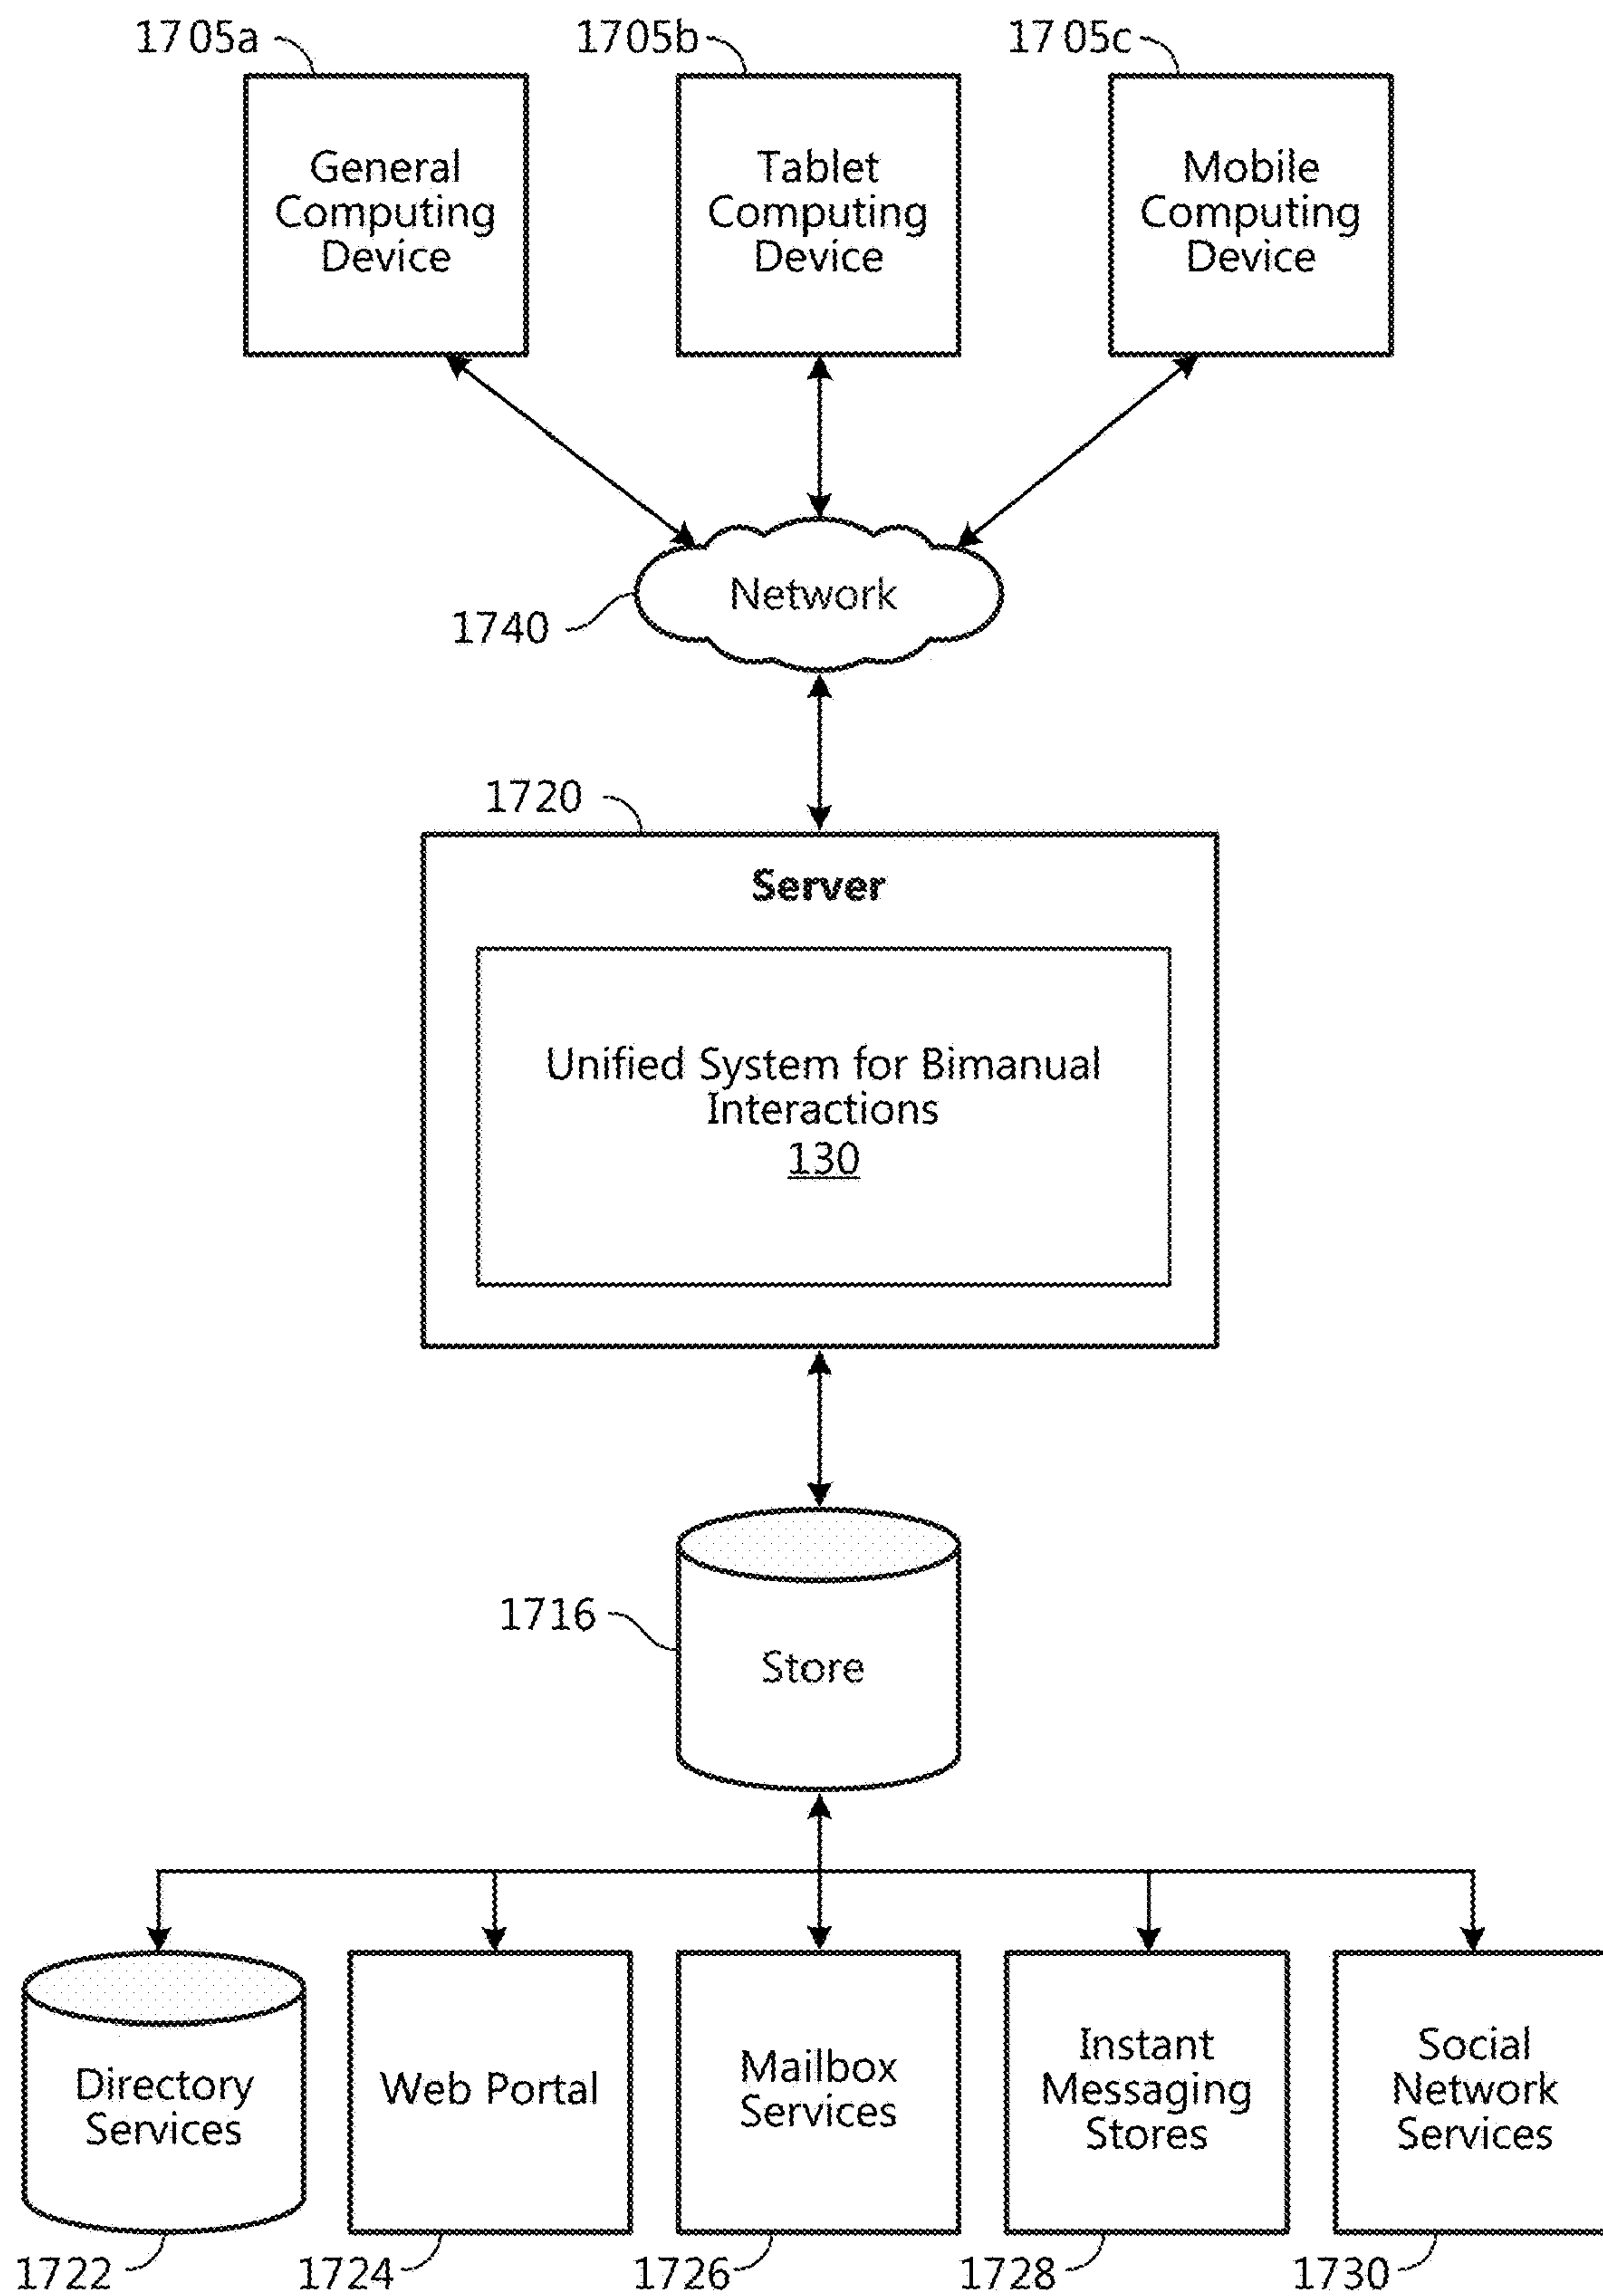 1705a
1705b
1705c
General
Computing
Device
Tablet
Computing
Device
Mobile
Computing
Device
Network
1740
1720
Server
Unified System for Bimanual
Interactions
130
1716
Store
Directory
Services
Web Portal
Mailbox
Services
Instant
Messaging
Stores
Social
Network
Services
1722
1724
1726
1728
1730